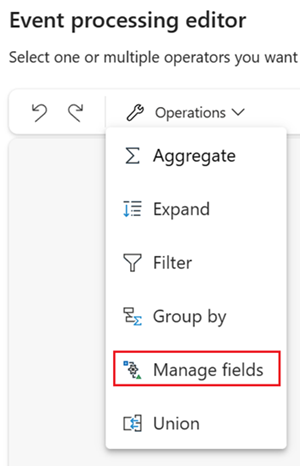 Event processing editor
Select one or multiple operators you want
Operations
Aggregate
Expand
Filter
Group by
Manage fields
Union